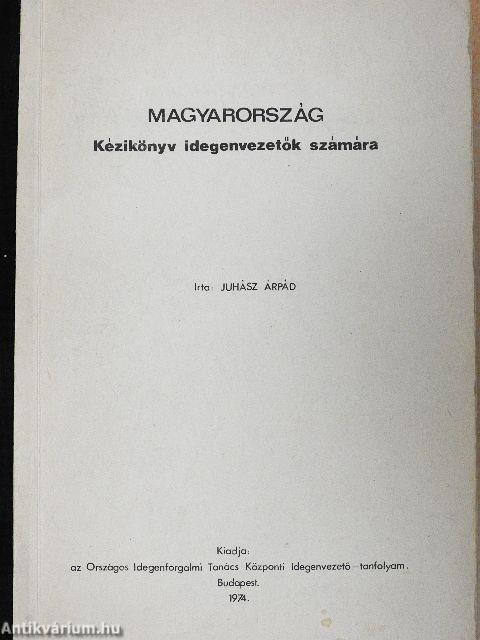 MAGYARORSZÁG
Kézikönyv idegenvezetők számára
Irta: JUHÁSZ ÁRPÁD
Kiadja:
az Országos Idegenforgalmi Tanács Központi Idegenvezető-tanfolyam.
Budapest.
1974.
Antikvárium.hu